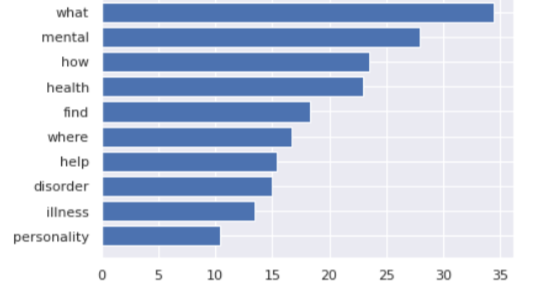 what
mental
how
health
find
where
help
disorder
illness
personality
0 5 10 15 20 25 30 35